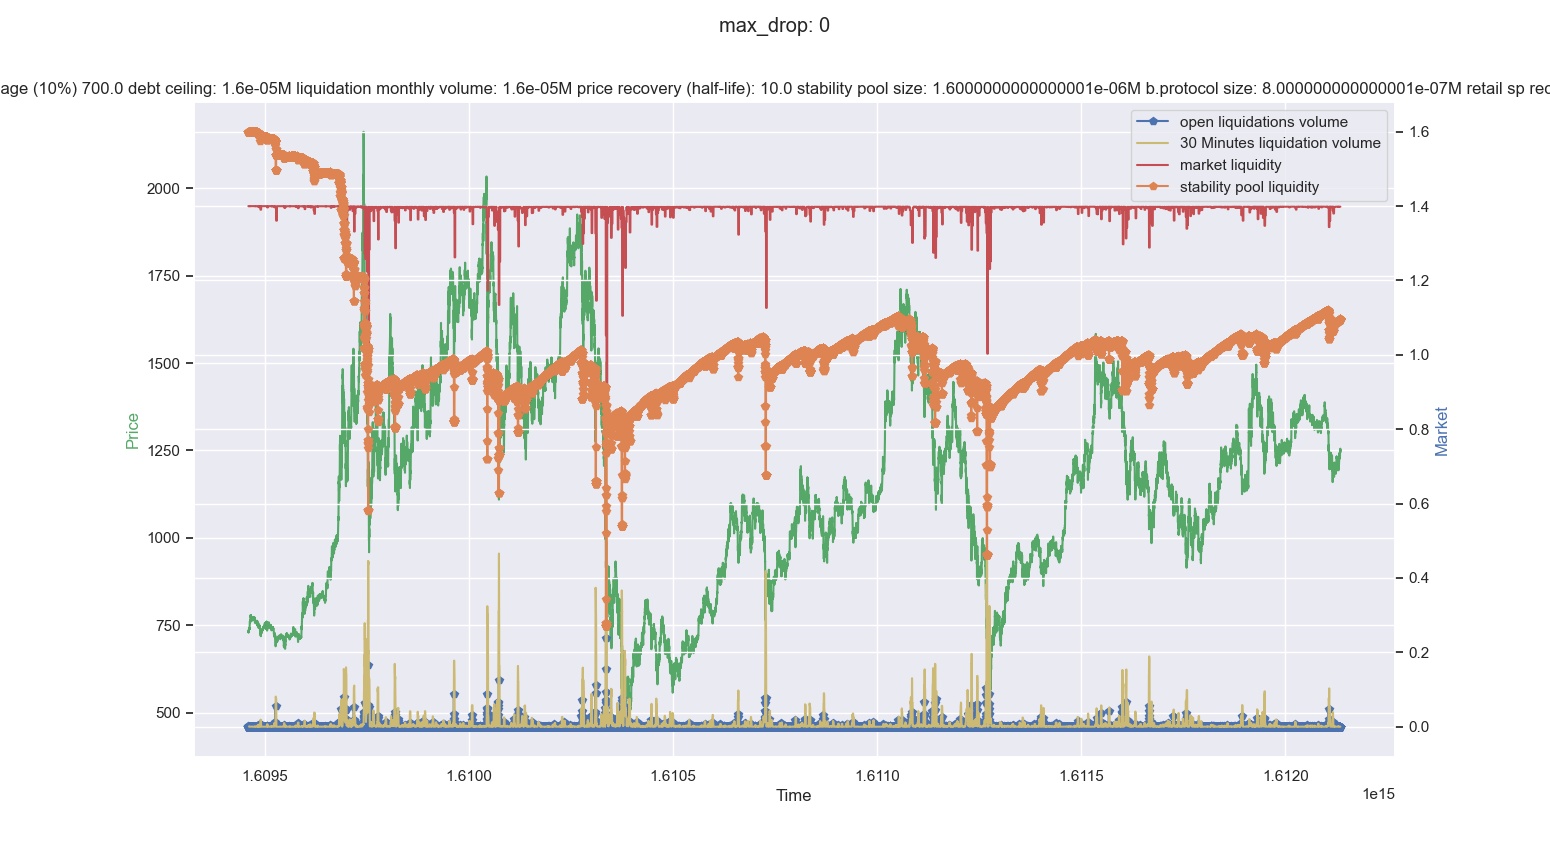 max_drop: 0
age (10%) 700.0 debt ceiling: 1.6e-05M liquidation monthly volume: 1.6e-05M price recovery (half-life): 10.0 stability pool size: 1.6000000000000001e-06M b.protocol size: 8.000000000000001e-07M retail sp rec
open liquidations volume
30 Minutes liquidation volume
market liquidity
stability pool liquidity
2000
1750
1500
1250
1000
750
500
Price
1.6
1.4
1.2
1.0
0.8
0.6
0.4
0.2
0.0
Market
1.6095 1.6100 1.6105 1.6110 1.6115 1.6120
Time
1e15